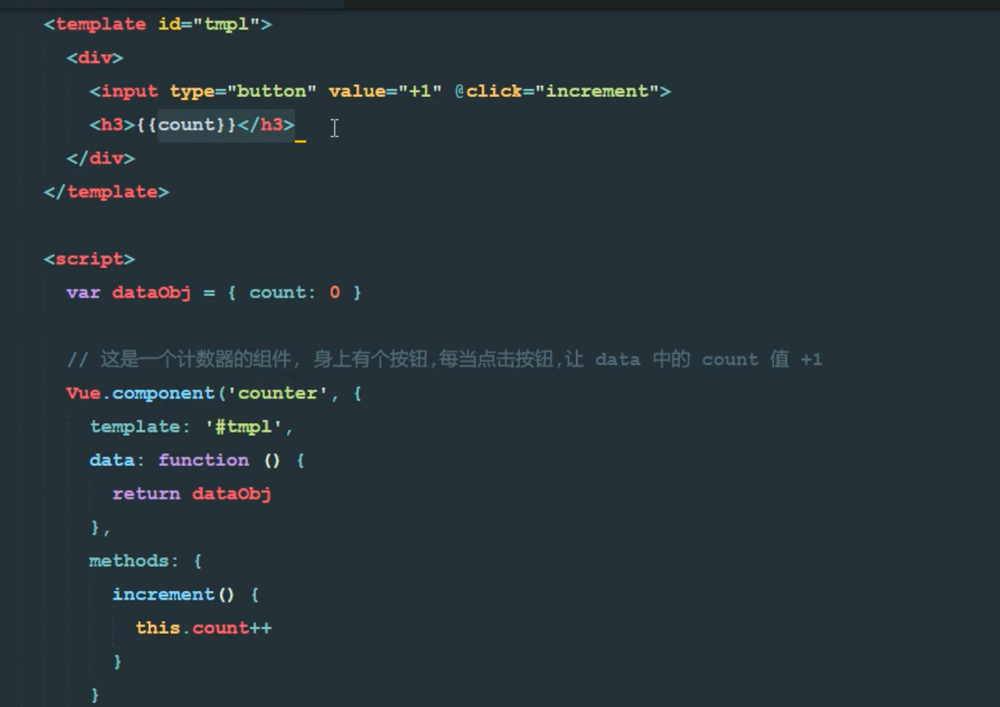 <template id="tmpl">
<div>
<input type="button" value="+1" @click="increment">
<h3>{{count}}</h3>
</div>
</template>
<script>
var dataObj = { count: 0 }
// 这是一个计数器的组件, 身上有个按钮,每当点击按钮,让 data 中的 count 值 +1
Vue.component('counter', {
template: '#tmpl',
data: function () {
return dataObj
},
methods: {
increment() {
this.count++
}
}